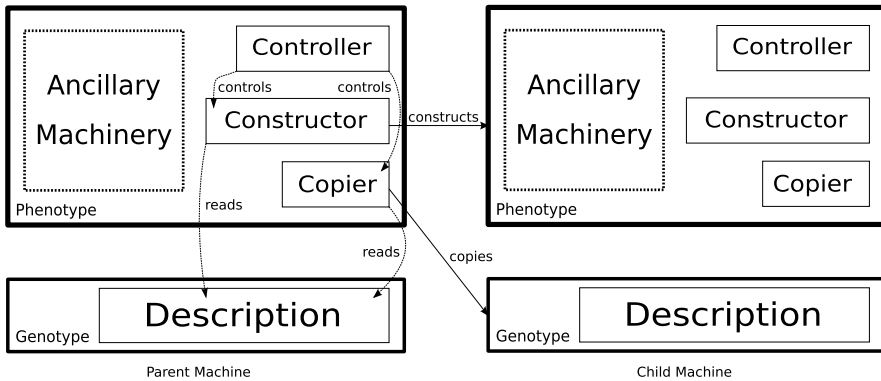 Controller
Ancillary
Machinery
controls
controls
Constructor
constructs
Copier
Phenotype
reads
reads
copies
Description
Genotype
Parent Machine
Controller
Ancillary
Machinery
Constructor
Copier
Phenotype
Description
Genotype
Child Machine